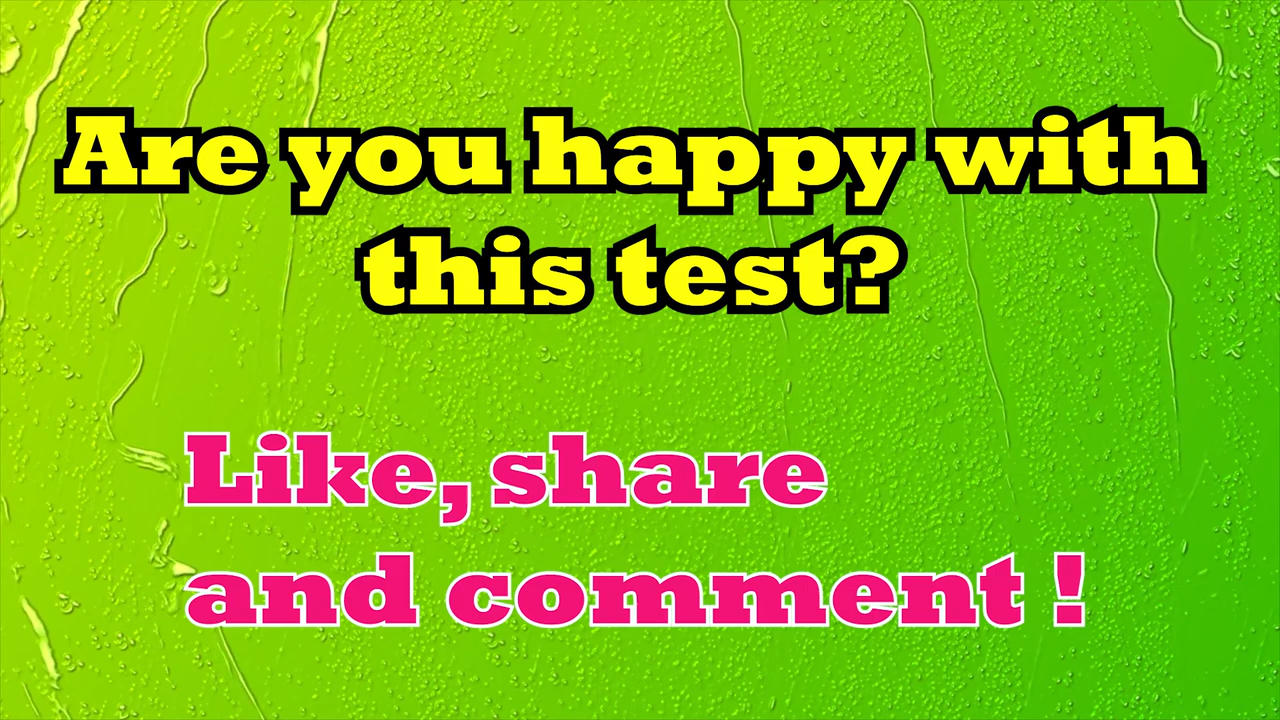 Are you happy with
this test?
Like, share
and comment !